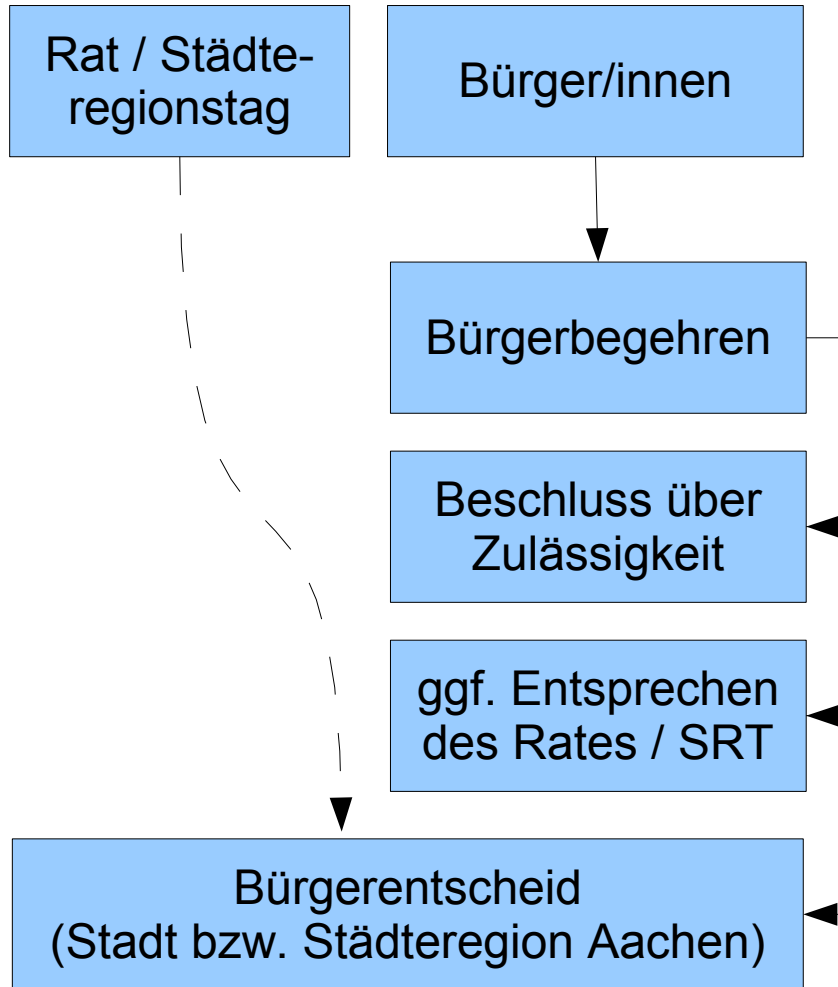 Rat / Städte-
regionstag
Bürger/innen
Bürgerbegehren
Beschluss über
Zulässigkeit
ggf. Entsprechen
des Rates / SRT
Bürgerentscheid
(Stadt bzw. Städteregion Aachen)